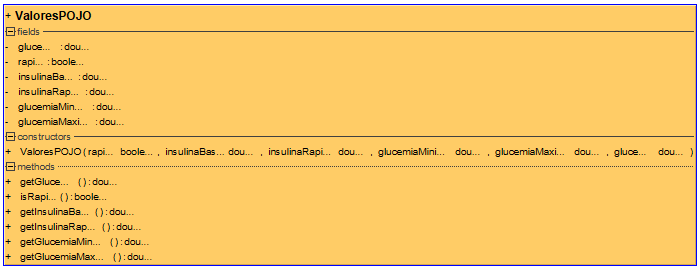 + ValoresPOJO
fields
- gluce... : dou...
- rapi... : boole...
- insulinaBa... : dou...
- insulinaRap... : dou...
- glucemiaMin... : dou...
- glucemiaMaxi... : dou...
constructors
+ ValoresPOJO ( rapi... boole... , insulinaBas... dou... , insulinaRapi... dou... , glucemiaMini... dou... , glucemiaMaxi... dou... , gluce... dou... )
methods
+ getGluce... ( ) : dou...
+ isRapi... ( ) : boole...
+ getInsulinaBa... ( ) : dou...
+ getInsulinaRap... ( ) : dou...
+ getGlucemiaMin... ( ) : dou...
+ getGlucemiaMax... ( ) : dou...